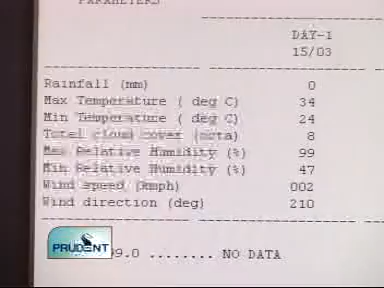 PARAMETERS
DAY-1
15/03
Rainfall (mm) 0
Max Temperature ( deg C) 34
Min Temperature ( deg C) 24
Total cloud cover (octa) 8
Max Relative Humidity (%) 99
Min Relative Humidity (%) 47
Wind speed (kmph) 002
Wind direction (deg) 210
PRUDENT 99.0 ........ NO DATA